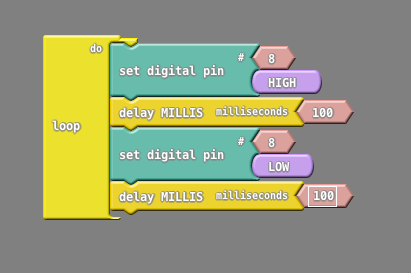 do
set digital pin # 8
HIGH
delay MILLIS milliseconds 100
loop
set digital pin # 8
LOW
delay MILLIS milliseconds 100